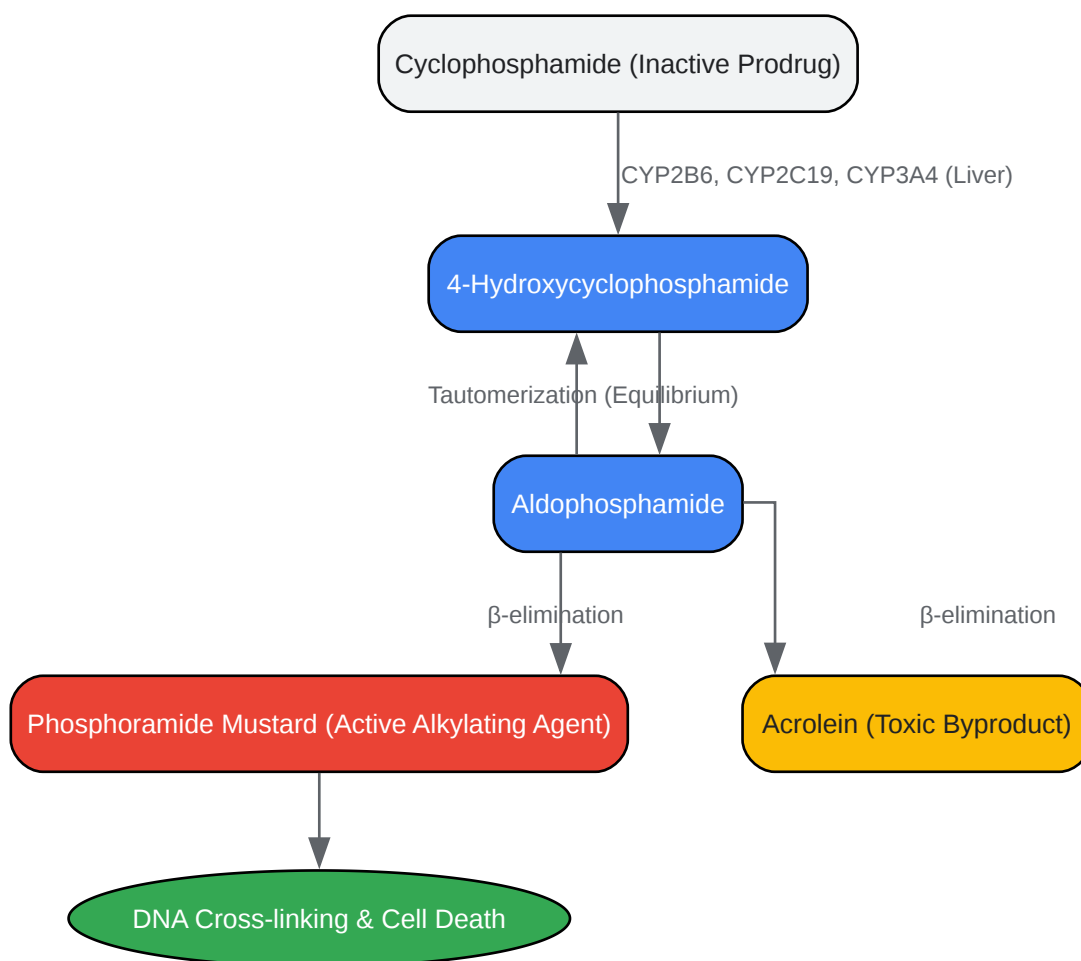 Cyclophosphamide (Inactive Prodrug)
CYP2B6, CYP2C19, CYP3A4 (Liver)
4-Hydroxycyclophosphamide
Tautomerization (Equilibrium)
Aldophosphamide
β-elimination
β-elimination
Phosphoramide Mustard (Active Alkylating Agent)
Acrolein (Toxic Byproduct)
DNA Cross-linking & Cell Death